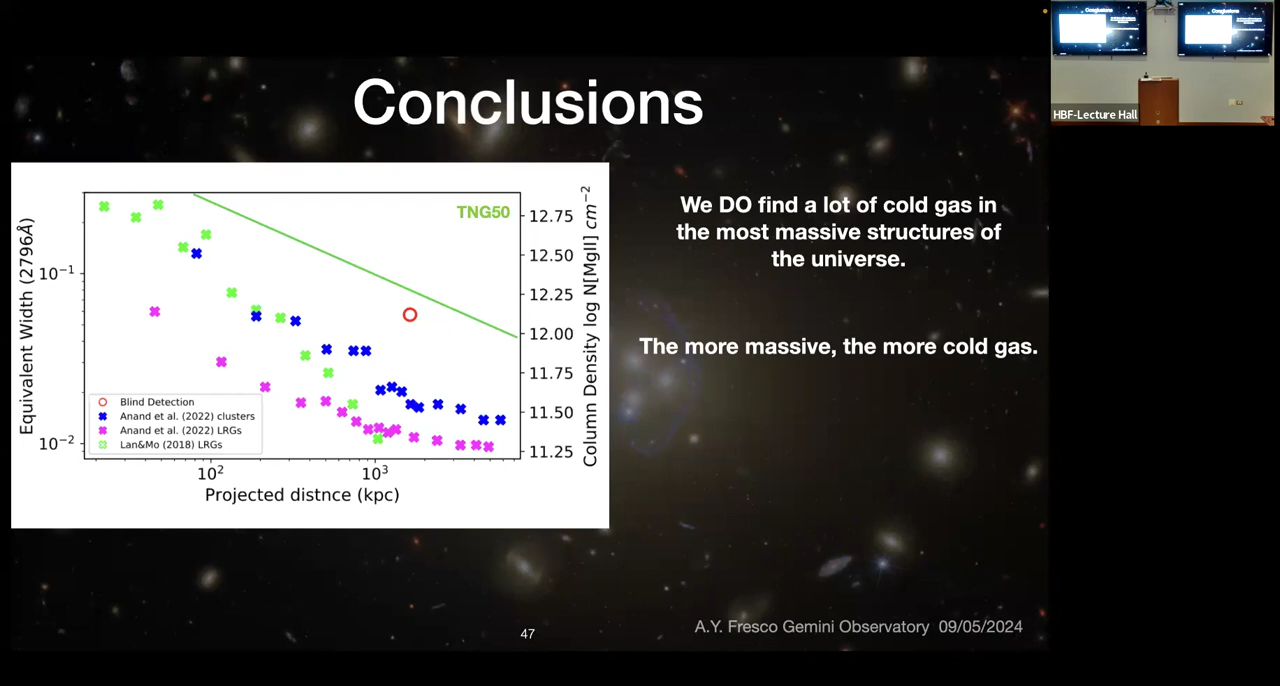 Conclusions
HBF-Lecture Hall
TNG50
Equivalent Width (2796Å)
10⁻¹
10⁻²
12.75
12.50
12.25
12.00
11.75
11.50
11.25
Column Density log N[MgII] cm⁻²
Blind Detection
Anand et al. (2022) clusters
Anand et al. (2022) LRGs
Lan&Mo (2018) LRGs
10²
10³
Projected distnce (kpc)
We DO find a lot of cold gas in
the most massive structures of
the universe.
The more massive, the more cold gas.
47
A.Y. Fresco Gemini Observatory 09/05/2024